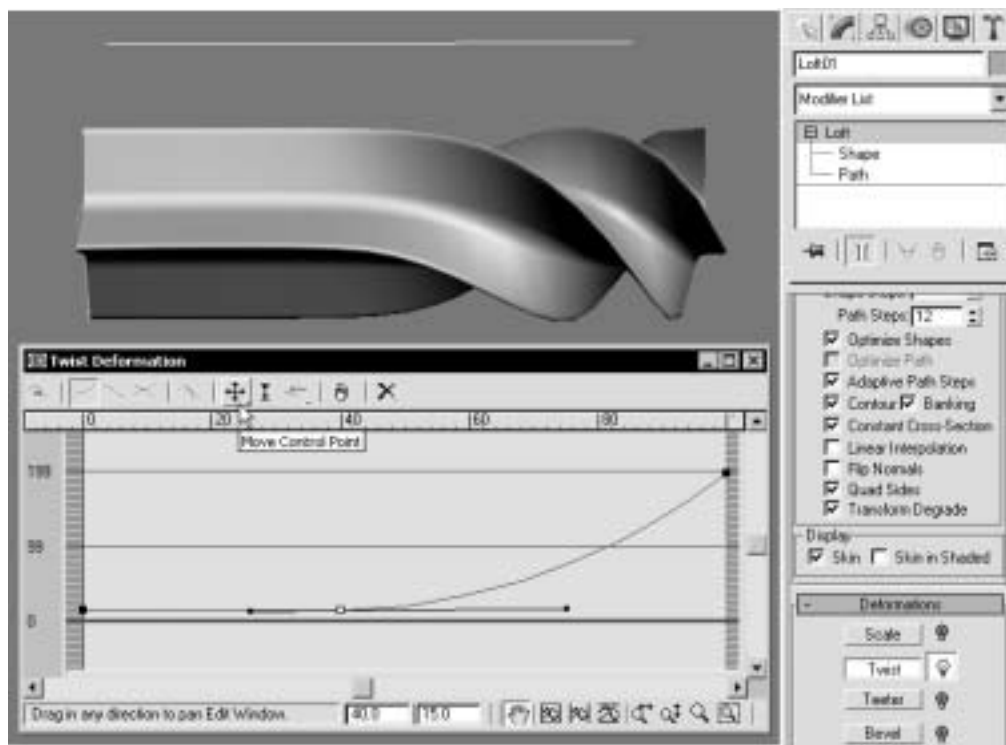 Loft01
Modifier List
Loft
Shape
Path
Path Steps: 12
Optimize Shapes
Optimize Path
Adaptive Path Steps
Contour Banking
Constant Cross-Section
Linear Interpolation
Flip Normals
Quad Sides
Transform Degrade
Display
Skin Skin in Shaded
- Deformations
Scale
Twist
Teeter
Bevel
Twist Deformation
0 20 40 60 80
Move Control Point
0
Drag in any direction to pan Edit Window. 40.0 15.0